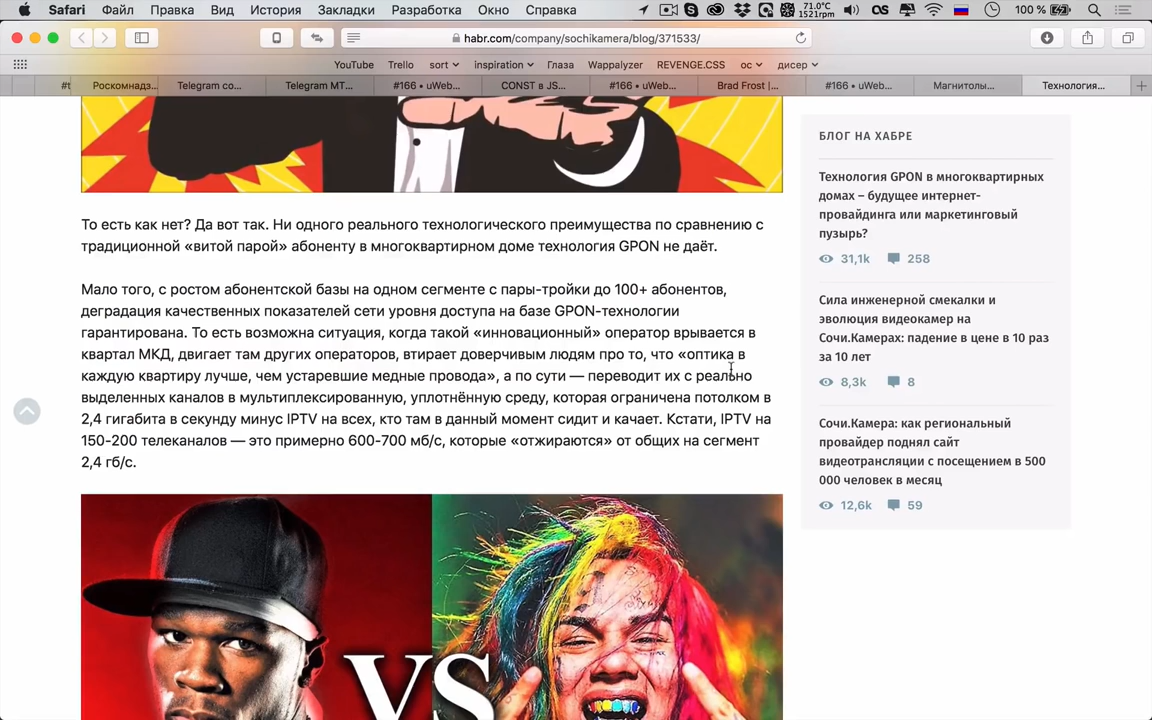 Safari Файл Правка Вид История Закладки Разработка Окно Справка 71.0°C 1521rpm 100 %
habr.com/company/sochikamera/blog/371533/
YouTube Trello sort inspiration Глаза Wappalyzer REVENGE.CSS ос дисер
#t Роскомнадз... Telegram co... Telegram MT... #166 • uWeb... CONST в JS... #166 • uWeb... Brad Frost |... #166 • uWeb... Магнитолы... Технология...
То есть как нет? Да вот так. Ни одного реального технологического преимущества по сравнению с
традиционной «витой парой» абоненту в многоквартирном доме технология GPON не даёт.
Мало того, с ростом абонентской базы на одном сегменте с пары-тройки до 100+ абонентов,
деградация качественных показателей сети уровня доступа на базе GPON-технологии
гарантирована. То есть возможна ситуация, когда такой «инновационный» оператор врывается в
квартал МКД, двигает там других операторов, втирает доверчивым людям про то, что «оптика в
каждую квартиру лучше, чем устаревшие медные провода», а по сути — переводит их с реально
выделенных каналов в мультиплексированную, уплотнённую среду, которая ограничена потолком в
2,4 гигабита в секунду минус IPTV на всех, кто там в данный момент сидит и качает. Кстати, IPTV на
150-200 телеканалов — это примерно 600-700 мб/с, которые «отжираются» от общих на сегмент
2,4 гб/с.
VS
БЛОГ НА ХАБРЕ
Технология GPON в многоквартирных
домах – будущее интернет-
провайдинга или маркетинговый
пузырь?
31,1k 258
Сила инженерной смекалки и
эволюция видеокамер на
Сочи.Камерах: падение в цене в 10 раз
за 10 лет
8,3k 8
Сочи.Камера: как региональный
провайдер поднял сайт
видеотрансляции с посещением в 500
000 человек в месяц
12,6k 59